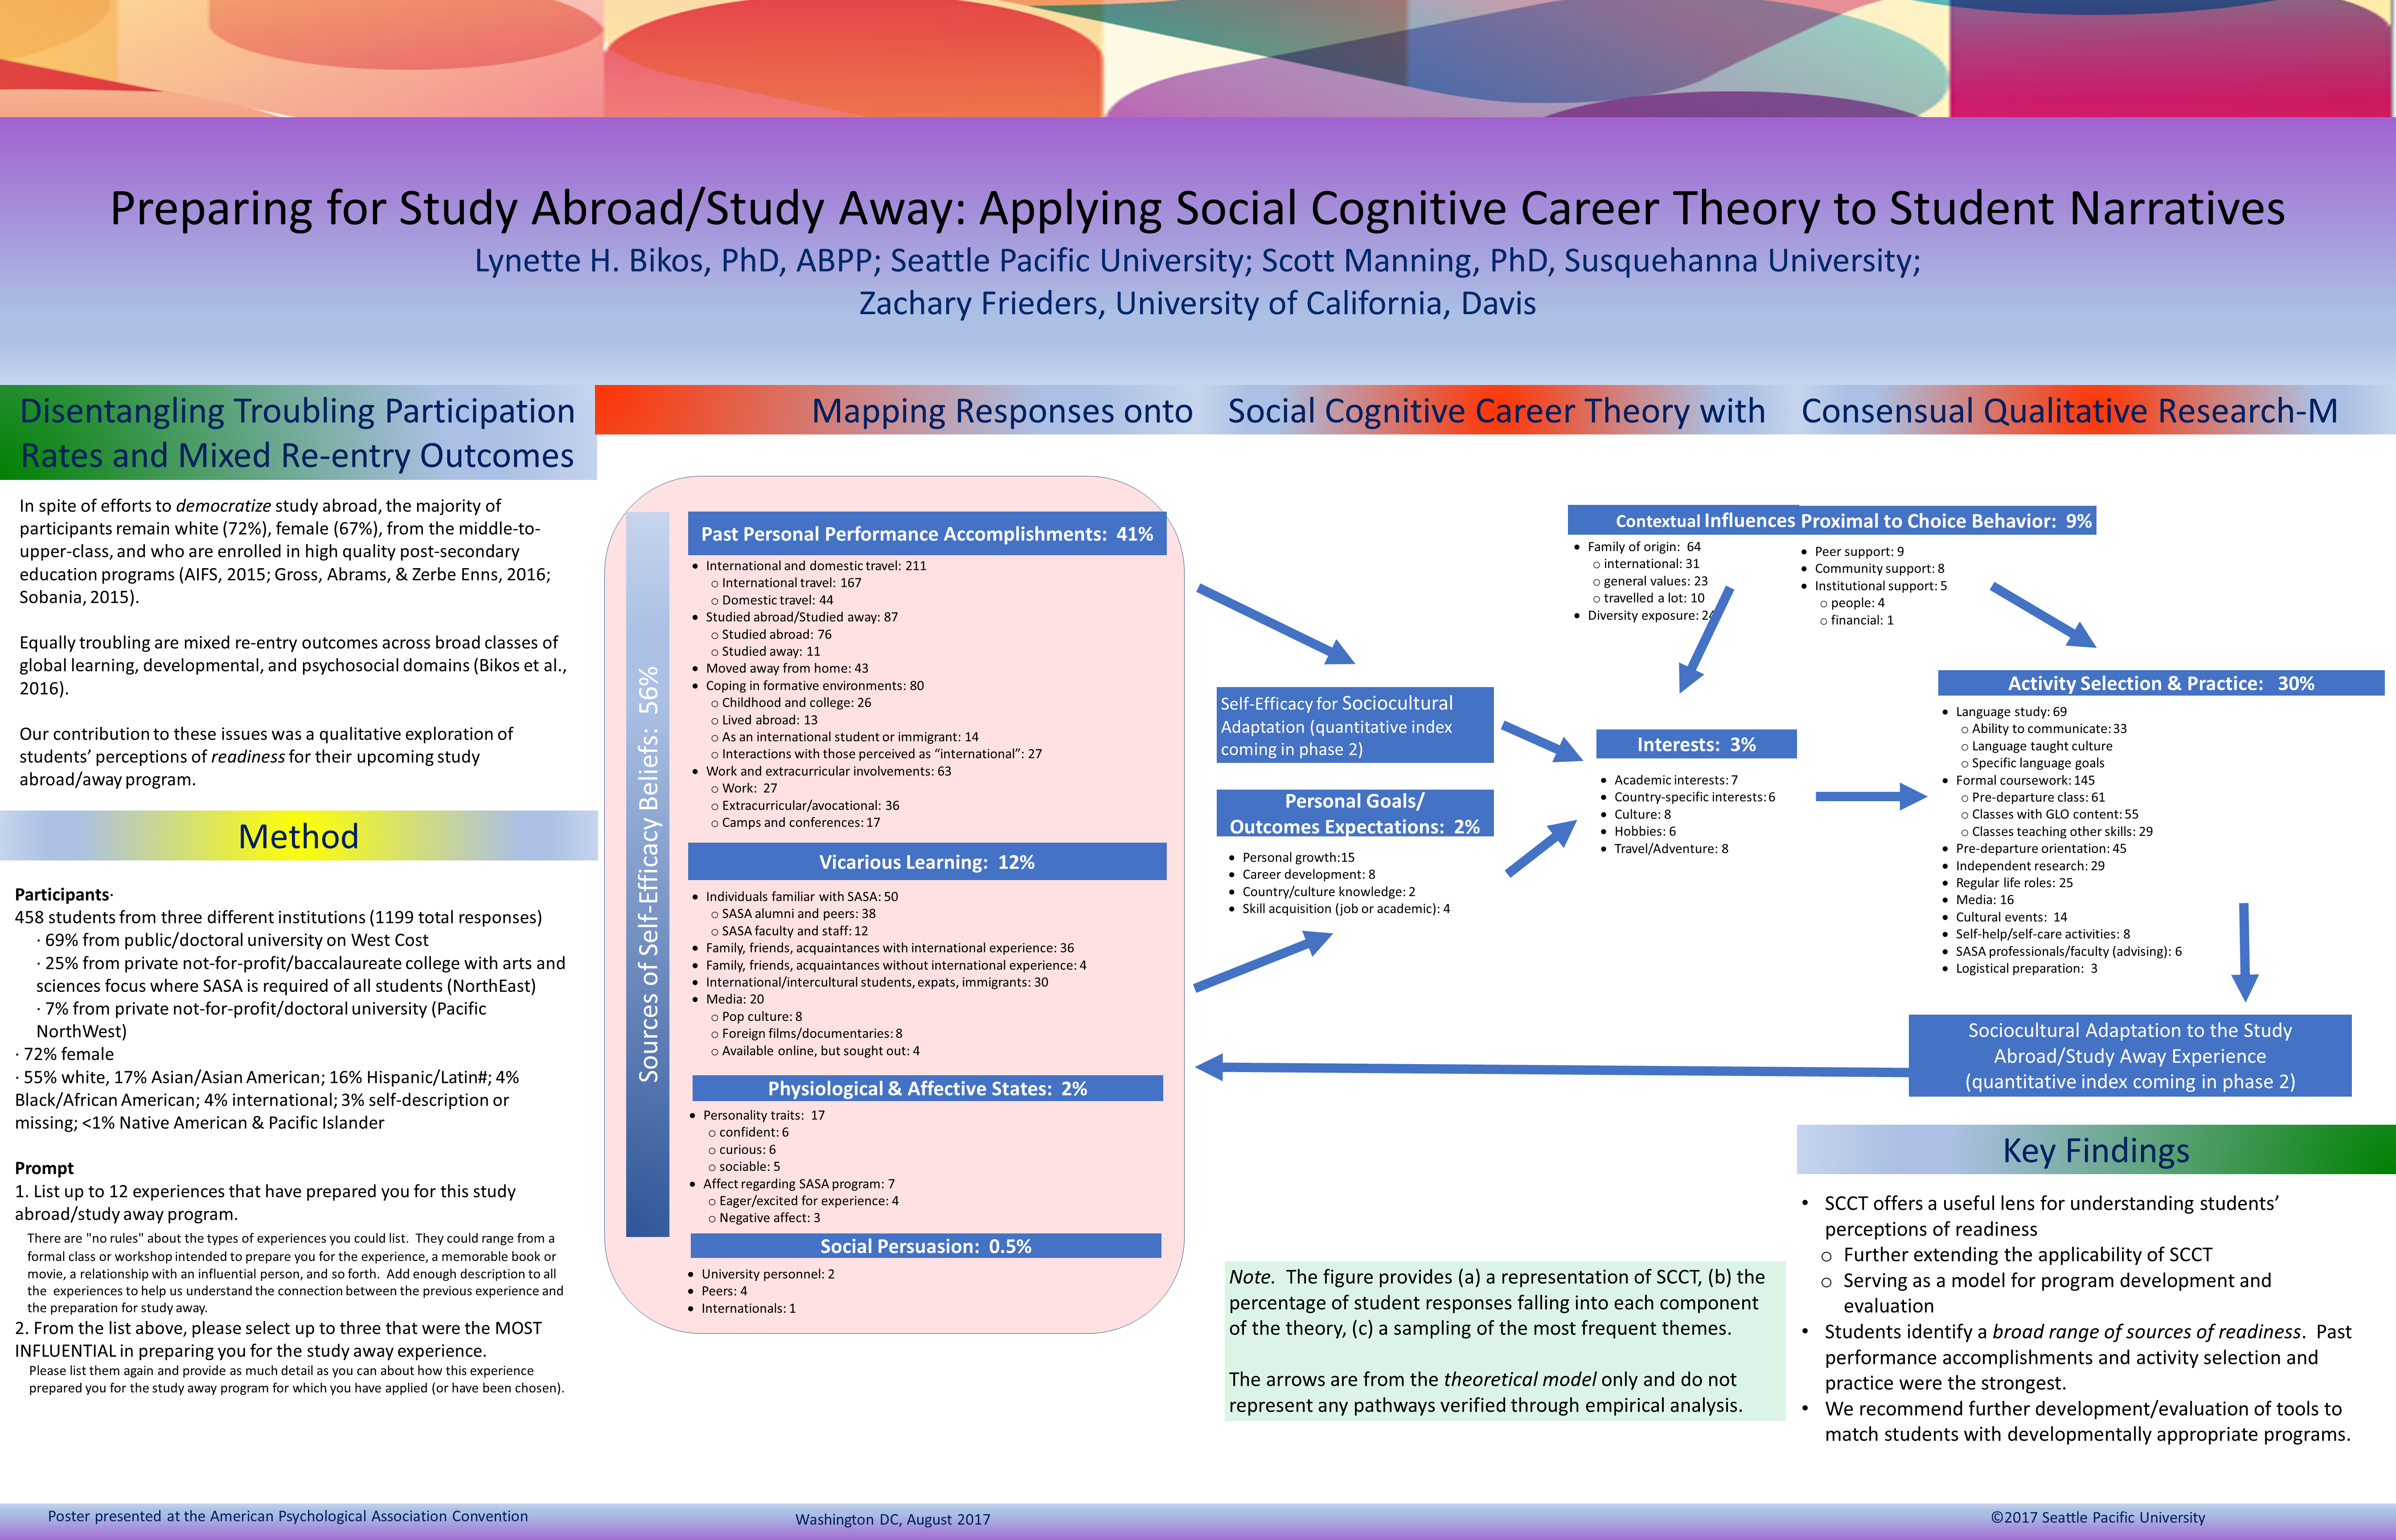 Preparing for Study Abroad/Study Away: Applying Social Cognitive Career Theory to Student Narratives
Lynette H. Bikos, PhD, ABPP; Seattle Pacific University; Scott Manning, PhD, Susquehanna University;
Zachary Frieders, University of California, Davis
Disentangling Troubling Participation
Rates and Mixed Re-entry Outcomes
In spite of efforts to democratize study abroad, the majority of
participants remain white (72%), female (67%), from the middle-to-
upper-class, and who are enrolled in high quality post-secondary
education programs (AIFS, 2015; Gross, Abrams, & Zerbe Enns, 2016;
Sobania, 2015).
Equally troubling are mixed re-entry outcomes across broad classes of
global learning, developmental, and psychosocial domains (Bikos et al.,
2016).
Our contribution to these issues was a qualitative exploration of
students’ perceptions of readiness for their upcoming study
abroad/away program.
Method
Participants·
458 students from three different institutions (1199 total responses)
· 69% from public/doctoral university on West Cost
· 25% from private not-for-profit/baccalaureate college with arts and
sciences focus where SASA is required of all students (NorthEast)
· 7% from private not-for-profit/doctoral university (Pacific
NorthWest)
· 72% female
· 55% white, 17% Asian/Asian American; 16% Hispanic/Latin#; 4%
Black/African American; 4% international; 3% self-description or
missing; <1% Native American & Pacific Islander
Prompt
1. List up to 12 experiences that have prepared you for this study
abroad/study away program.
There are "no rules" about the types of experiences you could list. They could range from a
formal class or workshop intended to prepare you for the experience, a memorable book or
movie, a relationship with an influential person, and so forth. Add enough description to all
the experiences to help us understand the connection between the previous experience and
the preparation for study away.
2. From the list above, please select up to three that were the MOST
INFLUENTIAL in preparing you for the study away experience.
Please list them again and provide as much detail as you can about how this experience
prepared you for the study away program for which you have applied (or have been chosen).
Mapping Responses onto Social Cognitive Career Theory with Consensual Qualitative Research-M
Sources of Self-Efficacy Beliefs: 56%
Past Personal Performance Accomplishments: 41%
• International and domestic travel: 211
o International travel: 167
o Domestic travel: 44
• Studied abroad/Studied away: 87
o Studied abroad: 76
o Studied away: 11
• Moved away from home: 43
• Coping in formative environments: 80
o Childhood and college: 26
o Lived abroad: 13
o As an international student or immigrant: 14
o Interactions with those perceived as “international”: 27
• Work and extracurricular involvements: 63
o Work: 27
o Extracurricular/avocational: 36
o Camps and conferences: 17
Vicarious Learning: 12%
• Individuals familiar with SASA: 50
o SASA alumni and peers: 38
o SASA faculty and staff: 12
• Family, friends, acquaintances with international experience: 36
• Family, friends, acquaintances without international experience: 4
• International/intercultural students, expats, immigrants: 30
• Media: 20
o Pop culture: 8
o Foreign films/documentaries: 8
o Available online, but sought out: 4
Physiological & Affective States: 2%
• Personality traits: 17
o confident: 6
o curious: 6
o sociable: 5
• Affect regarding SASA program: 7
o Eager/excited for experience: 4
o Negative affect: 3
Social Persuasion: 0.5%
• University personnel: 2
• Peers: 4
• Internationals: 1
Self-Efficacy for Sociocultural
Adaptation (quantitative index
coming in phase 2)
Personal Goals/
Outcomes Expectations: 2%
• Personal growth:15
• Career development: 8
• Country/culture knowledge: 2
• Skill acquisition (job or academic): 4
Contextual Influences Proximal to Choice Behavior: 9%
• Family of origin: 64
o international: 31
o general values: 23
o travelled a lot: 10
• Diversity exposure: 24
• Peer support: 9
• Community support: 8
• Institutional support: 5
o people: 4
o financial: 1
Interests: 3%
• Academic interests: 7
• Country-specific interests: 6
• Culture: 8
• Hobbies: 6
• Travel/Adventure: 8
Activity Selection & Practice: 30%
• Language study: 69
o Ability to communicate: 33
o Language taught culture
o Specific language goals
• Formal coursework: 145
o Pre-departure class: 61
o Classes with GLO content: 55
o Classes teaching other skills: 29
• Pre-departure orientation: 45
• Independent research: 29
• Regular life roles: 25
• Media: 16
• Cultural events: 14
• Self-help/self-care activities: 8
• SASA professionals/faculty (advising): 6
• Logistical preparation: 3
Sociocultural Adaptation to the Study
Abroad/Study Away Experience
(quantitative index coming in phase 2)
Note. The figure provides (a) a representation of SCCT, (b) the
percentage of student responses falling into each component
of the theory, (c) a sampling of the most frequent themes.
The arrows are from the theoretical model only and do not
represent any pathways verified through empirical analysis.
Key Findings
• SCCT offers a useful lens for understanding students’
perceptions of readiness
o Further extending the applicability of SCCT
o Serving as a model for program development and
evaluation
• Students identify a broad range of sources of readiness. Past
performance accomplishments and activity selection and
practice were the strongest.
• We recommend further development/evaluation of tools to
match students with developmentally appropriate programs.
Poster presented at the American Psychological Association Convention
Washington DC, August 2017
©2017 Seattle Pacific University